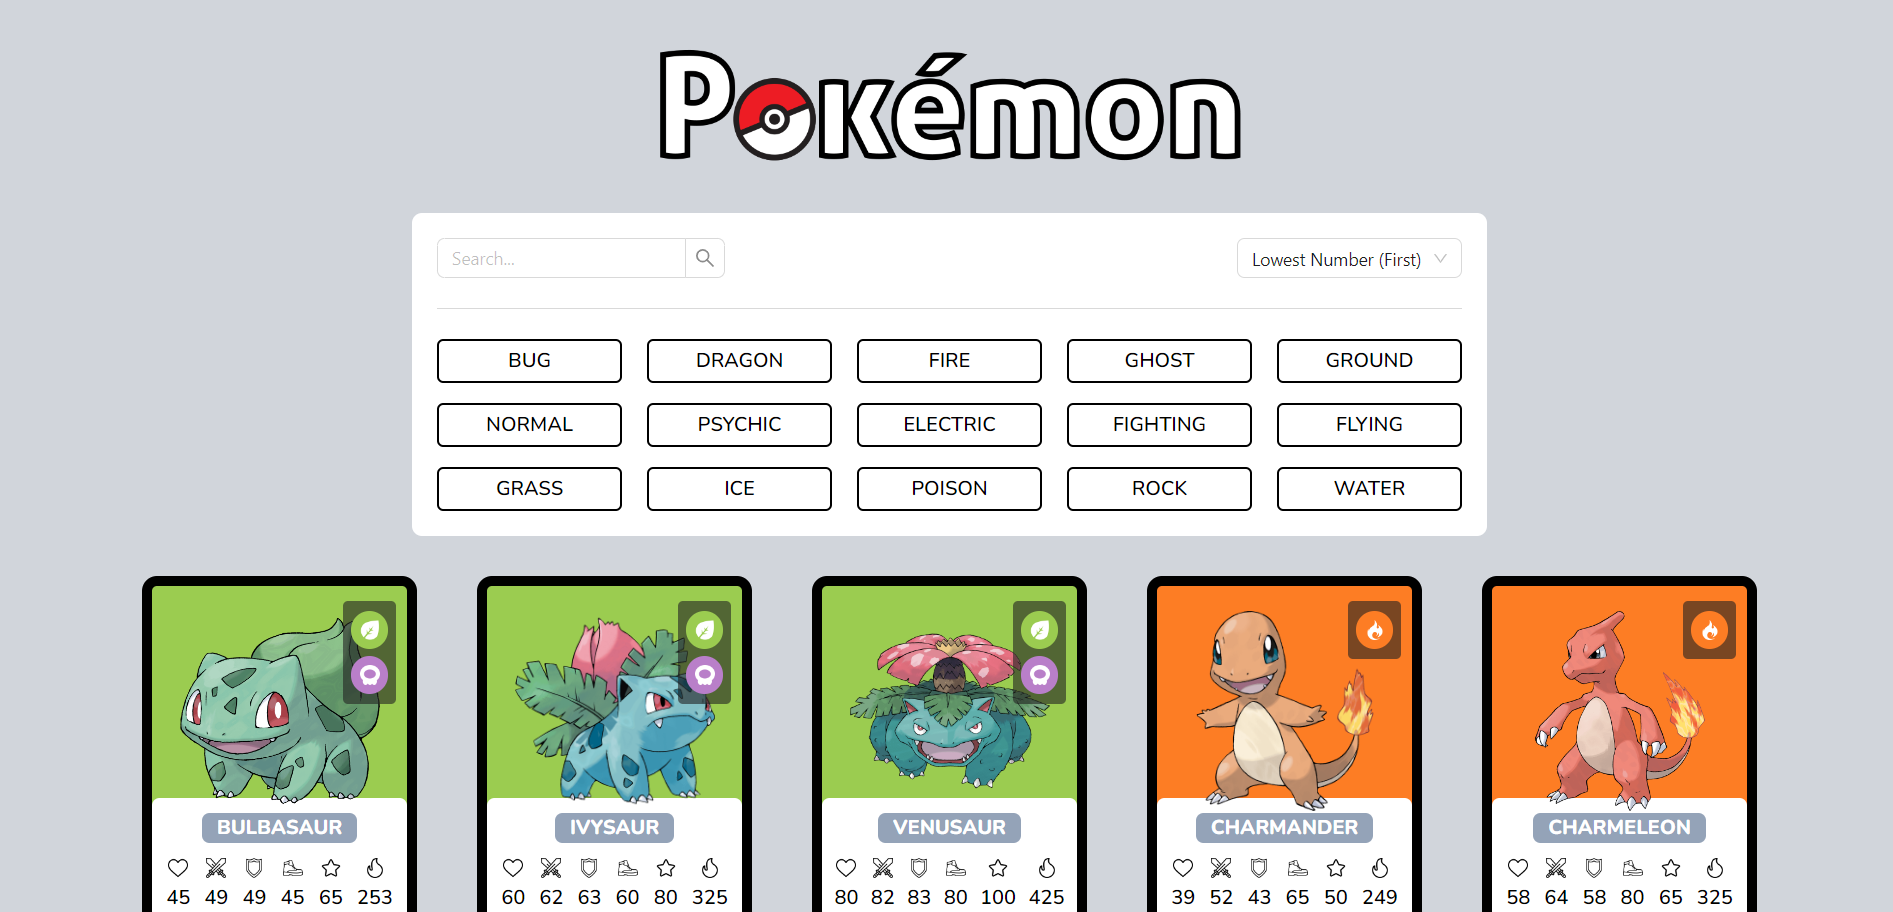 Pokémon
Search...
Lowest Number (First)
BUG DRAGON FIRE GHOST GROUND
NORMAL PSYCHIC ELECTRIC FIGHTING FLYING
GRASS ICE POISON ROCK WATER
BULBASAUR IVYSAUR VENUSAUR CHARMANDER CHARMELEON
45 49 49 45 65 253 60 62 63 60 80 325 80 82 83 80 100 425 39 52 43 65 50 249 58 64 58 80 65 325